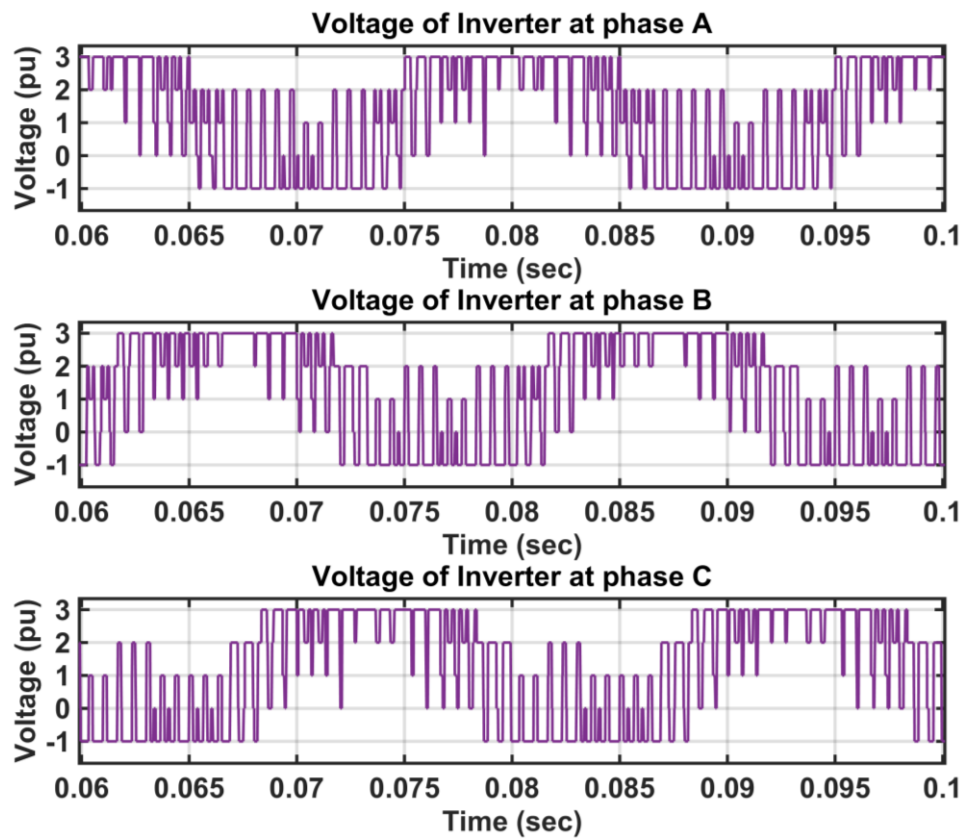 Voltage of Inverter at phase A
Voltage (pu)
3
2
1
0
-1
0.06 0.065 0.07 0.075 0.08 0.085 0.09 0.095 0.1
Time (sec)
Voltage of Inverter at phase B
Voltage (pu)
3
2
1
0
-1
0.06 0.065 0.07 0.075 0.08 0.085 0.09 0.095 0.1
Time (sec)
Voltage of Inverter at phase C
Voltage (pu)
3
2
1
0
-1
0.06 0.065 0.07 0.075 0.08 0.085 0.09 0.095 0.1
Time (sec)